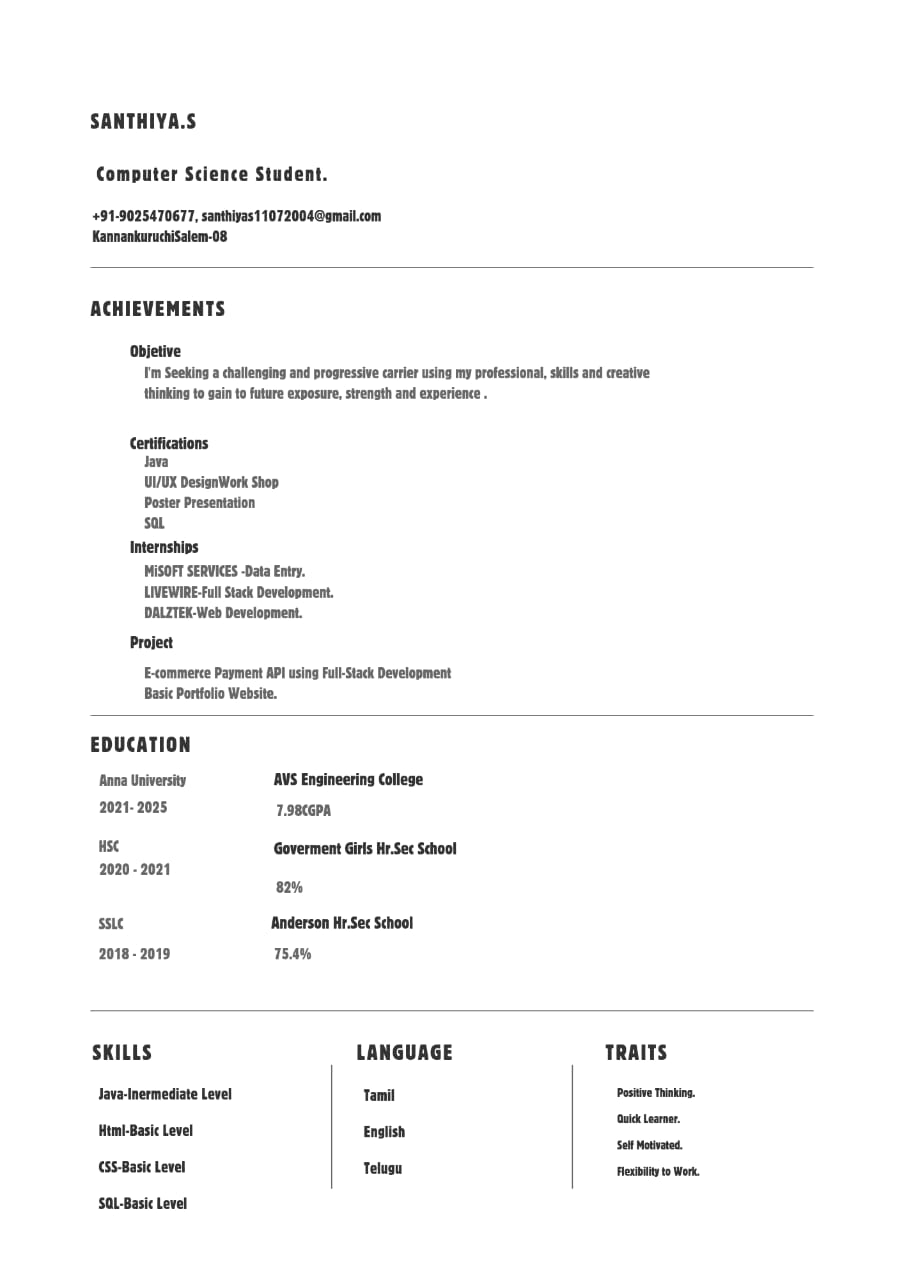 SANTHIYA.S
Computer Science Student.
+91-9025470677, santhiyas11072004@gmail.com
KannankuruchiSalem-08
ACHIEVEMENTS
Objetive
I'm Seeking a challenging and progressive carrier using my professional, skills and creative
thinking to gain to future exposure, strength and experience .
Certifications
Java
UI/UX DesignWork Shop
Poster Presentation
SQL
Internships
MiSOFT SERVICES -Data Entry.
LIVEWIRE-Full Stack Development.
DALZTEK-Web Development.
Project
E-commerce Payment API using Full-Stack Development
Basic Portfolio Website.
EDUCATION
Anna University AVS Engineering College
2021- 2025 7.98CGPA
HSC Goverment Girls Hr.Sec School
2020 - 2021
82%
SSLC Anderson Hr.Sec School
2018 - 2019 75.4%
SKILLS
Java-Inermediate Level
Html-Basic Level
CSS-Basic Level
SQL-Basic Level
LANGUAGE
Tamil
English
Telugu
TRAITS
Positive Thinking.
Quick Learner.
Self Motivated.
Flexibility to Work.